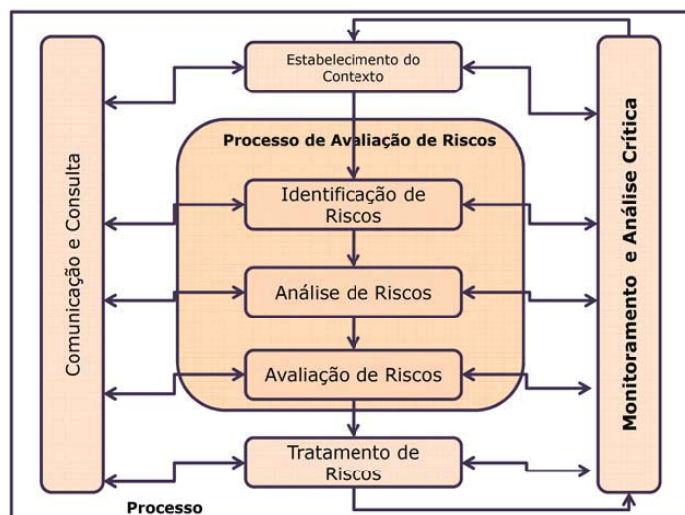 Estabelecimento do
Contexto
Comunicação e Consulta
Monitoramento e Análise Crítica
Processo de Avaliação de Riscos
Identificação de
Riscos
Análise de Riscos
Avaliação de Riscos
Tratamento de
Riscos
Processo